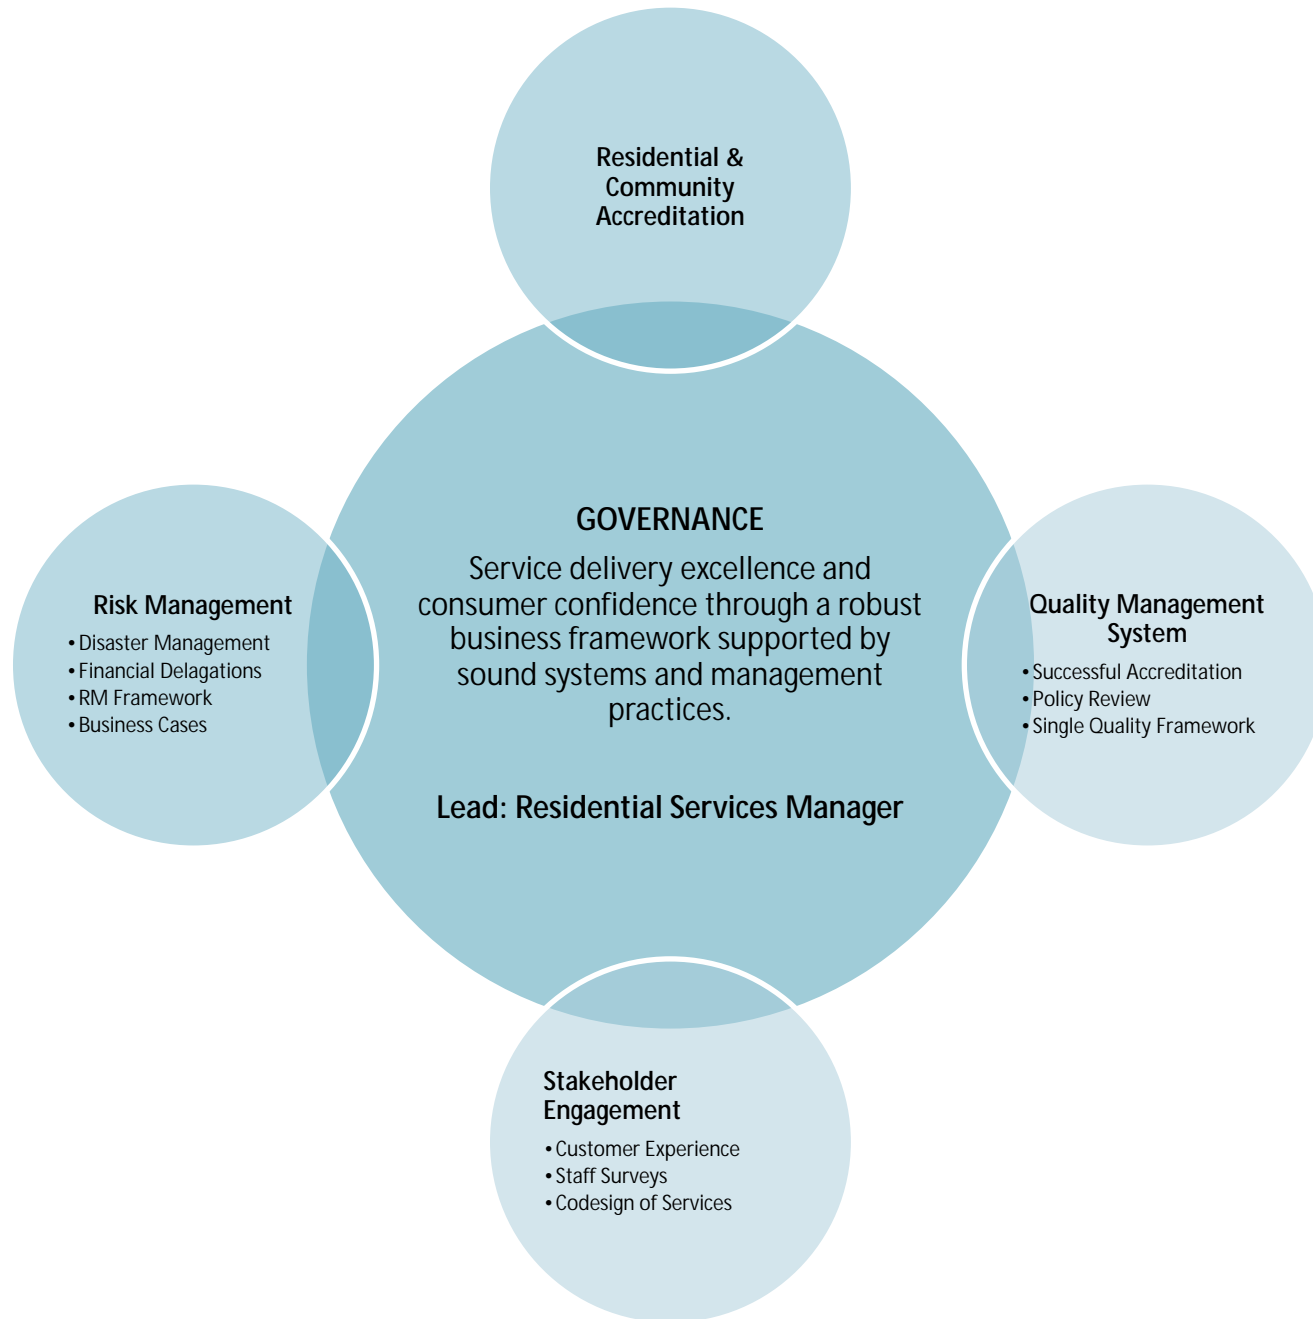 Residential &
Community
Accreditation
GOVERNANCE
Service delivery excellence and
consumer confidence through a robust
business framework supported by
sound systems and management
practices.
Lead: Residential Services Manager
Risk Management
•Disaster Management
•Financial Delagations
•RM Framework
•Business Cases
Quality Management
System
•Successful Accreditation
•Policy Review
•Single Quality Framework
Stakeholder
Engagement
•Customer Experience
•Staff Surveys
•Codesign of Services